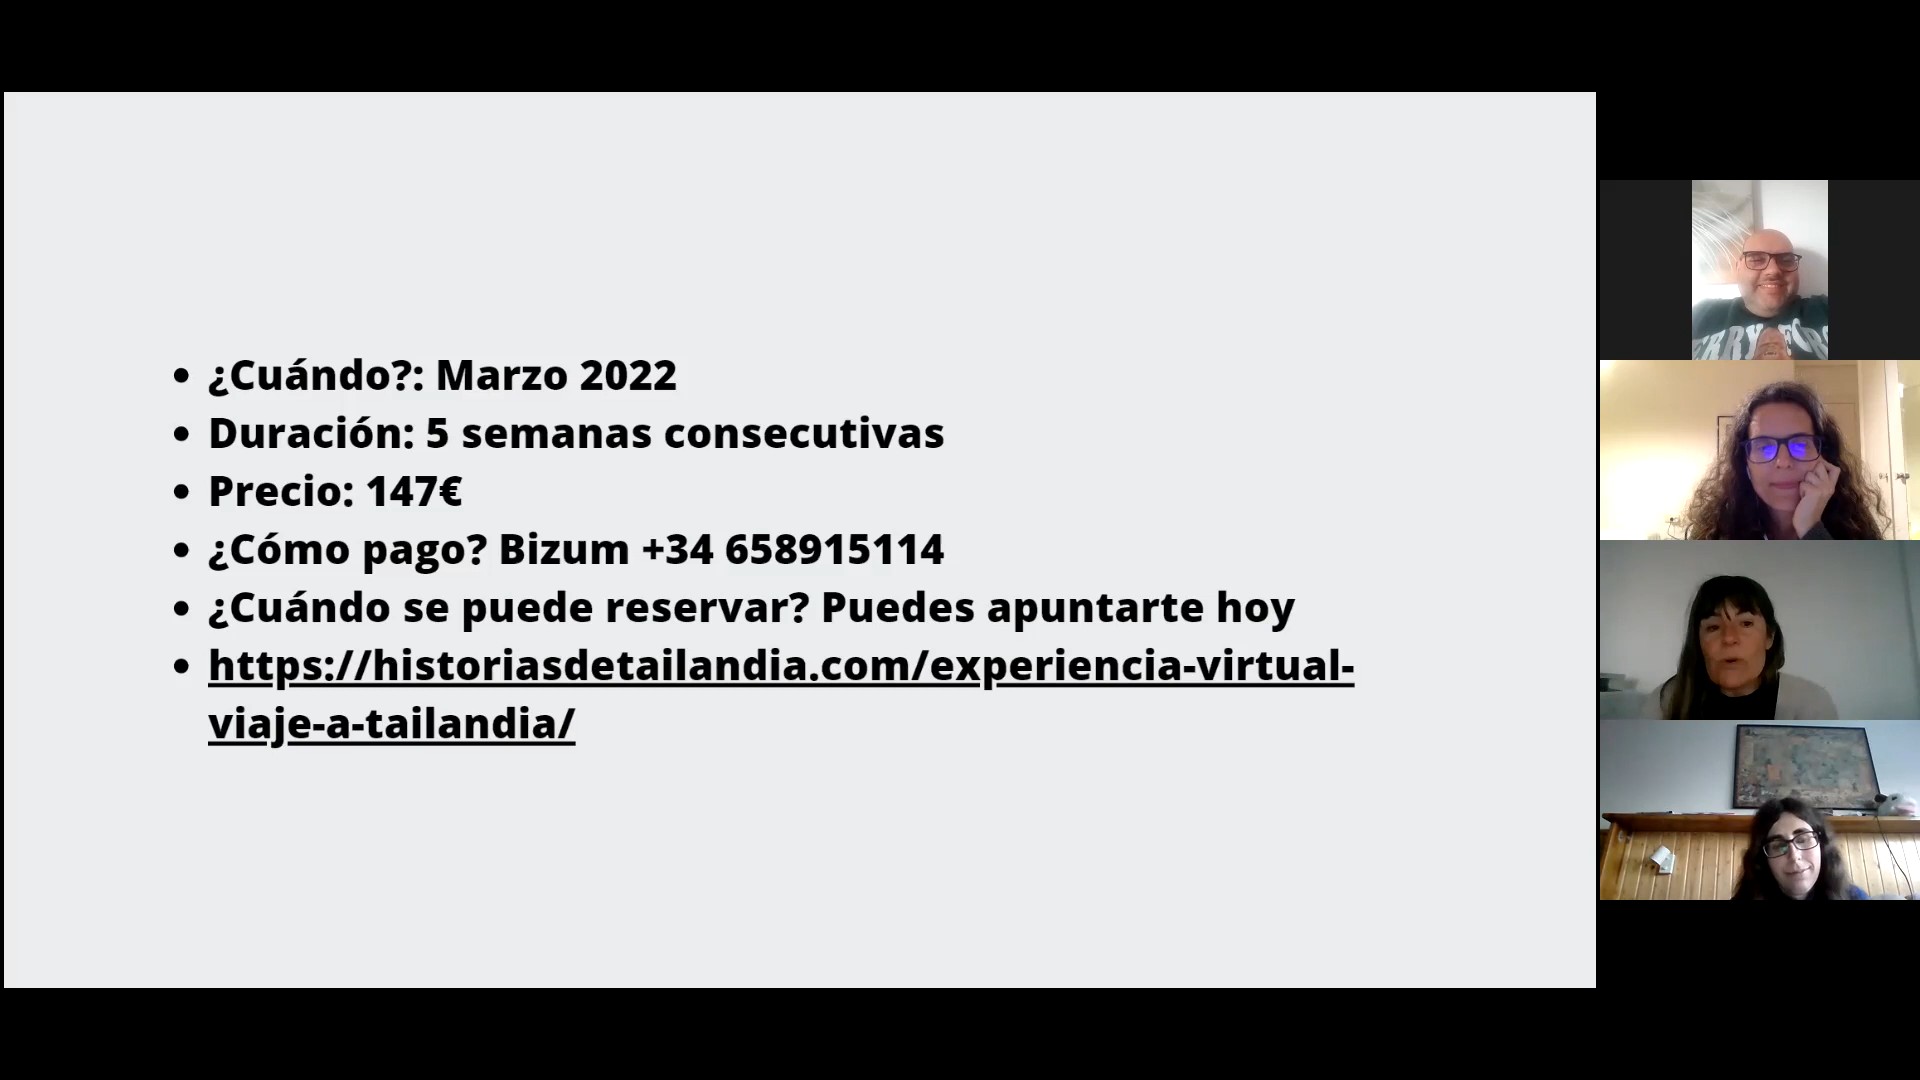 ¿Cuándo?: Marzo 2022
Duración: 5 semanas consecutivas
Precio: 147€
¿Cómo pago? Bizum +34 658915114
¿Cuándo se puede reservar? Puedes apuntarte hoy
https://historiasdetailandia.com/experiencia-virtual-
viaje-a-tailandia/